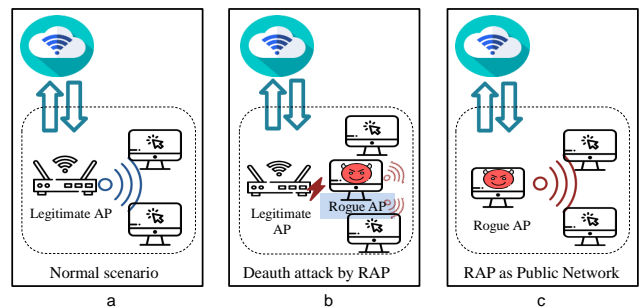 Legitimate AP
Normal scenario
a
Legitimate
AP
Rogue AP
Deauth attack by RAP
b
Rogue AP
RAP as Public Network
c